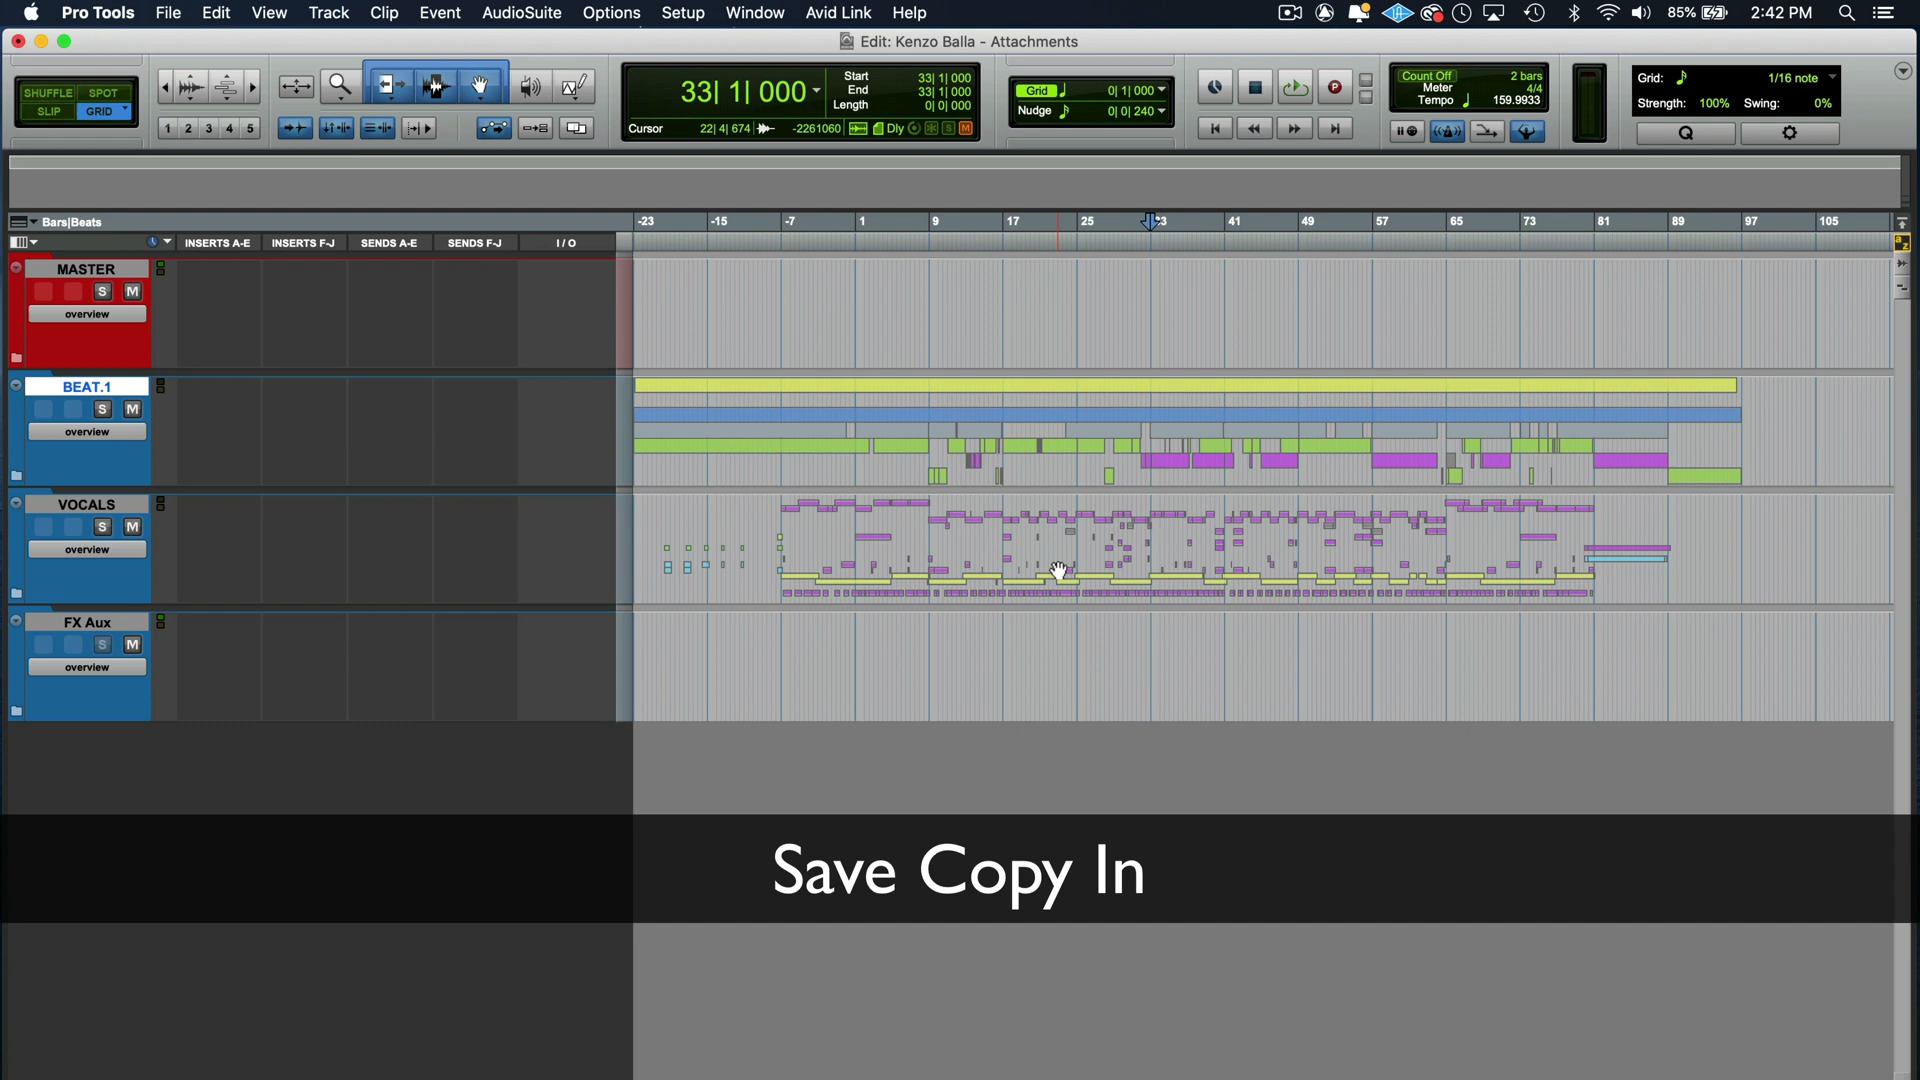 Pro Tools File Edit View Track Clip Event AudioSuite Options Setup Window Avid Link Help 85% 2:42 PM
Edit: Kenzo Balla - Attachments
SHUFFLE SPOT
SLIP GRID
1 2 3 4 5
33| 1| 000
Start 33| 1| 000
End 33| 1| 000
Length 0| 0| 000
Cursor 22| 4| 674 -2261060 Dly S M
Grid 0| 1| 000
Nudge 0| 0| 240
P
Count Off 2 bars
Meter 4/4
Tempo 159.9933
Grid: 1/16 note
Strength: 100% Swing: 0%
Q
Bars|Beats -23 -15 -7 1 9 17 25 33 41 49 57 65 73 81 89 97 105
INSERTS A-E INSERTS F-J SENDS A-E SENDS F-J I / O
a z
MASTER
S M
overview
BEAT.1
S M
overview
VOCALS
S M
overview
FX Aux
S M
overview
Save Copy In